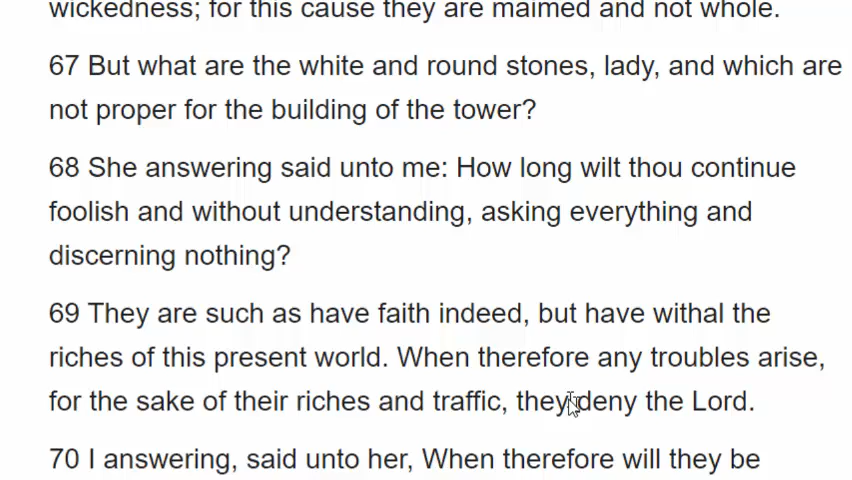 wickedness; for this cause they are maimed and not whole.
67 But what are the white and round stones, lady, and which are
not proper for the building of the tower?
68 She answering said unto me: How long wilt thou continue
foolish and without understanding, asking everything and
discerning nothing?
69 They are such as have faith indeed, but have withal the
riches of this present world. When therefore any troubles arise,
for the sake of their riches and traffic, they deny the Lord.
70 I answering, said unto her, When therefore will they be